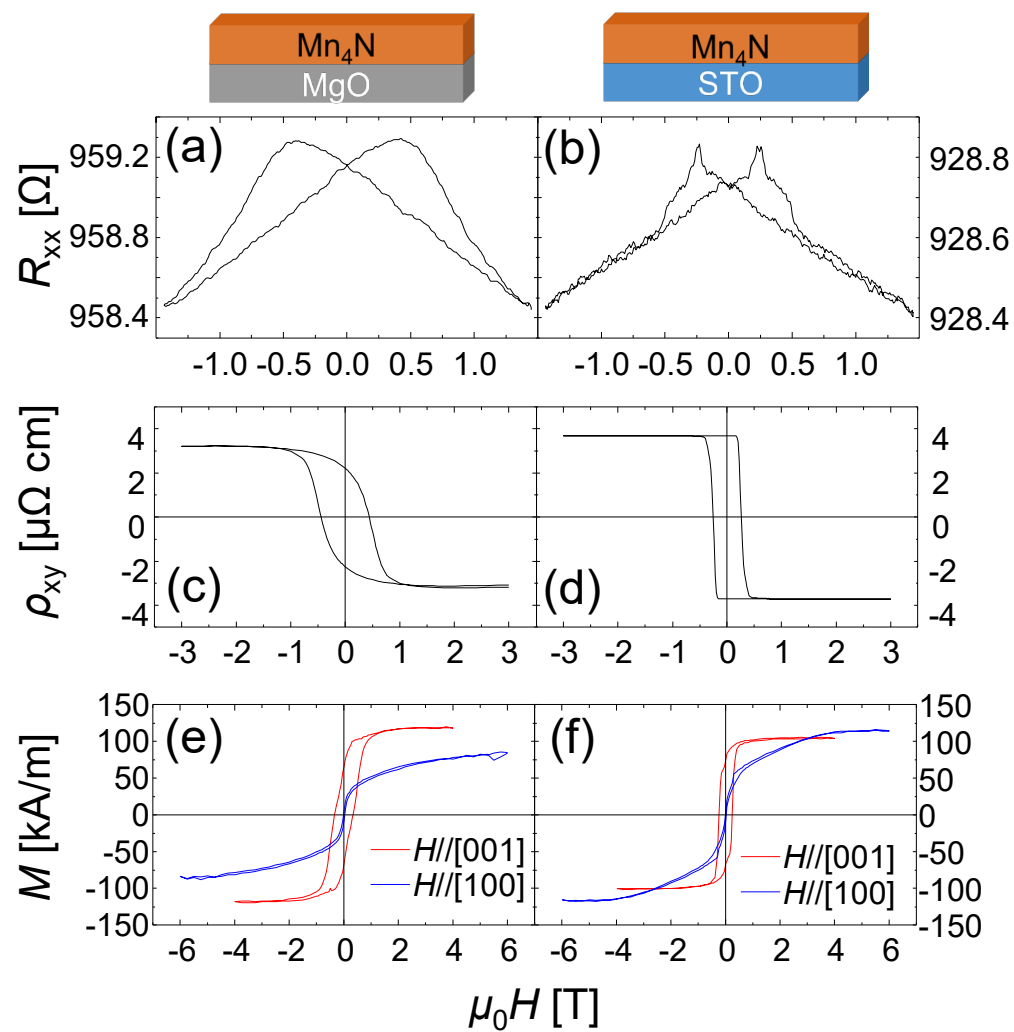 Mn₄N
MgO
Mn₄N
STO
(a)
(b)
R_xx [Ω]
959.2
958.8
958.4
928.8
928.6
928.4
-1.0 -0.5 0.0 0.5 1.0
-1.0 -0.5 0.0 0.5 1.0
ρ_xy [μΩ cm]
4
2
0
-2
-4
(c)
(d)
4
2
0
-2
-4
-3 -2 -1 0 1 2 3
-3 -2 -1 0 1 2 3
M [kA/m]
150
100
50
0
-50
-100
-150
(e)
H//[001]
H//[100]
(f)
H//[001]
H//[100]
150
100
50
0
-50
-100
-150
-6 -4 -2 0 2 4 6
-6 -4 -2 0 2 4 6
μ₀H [T]